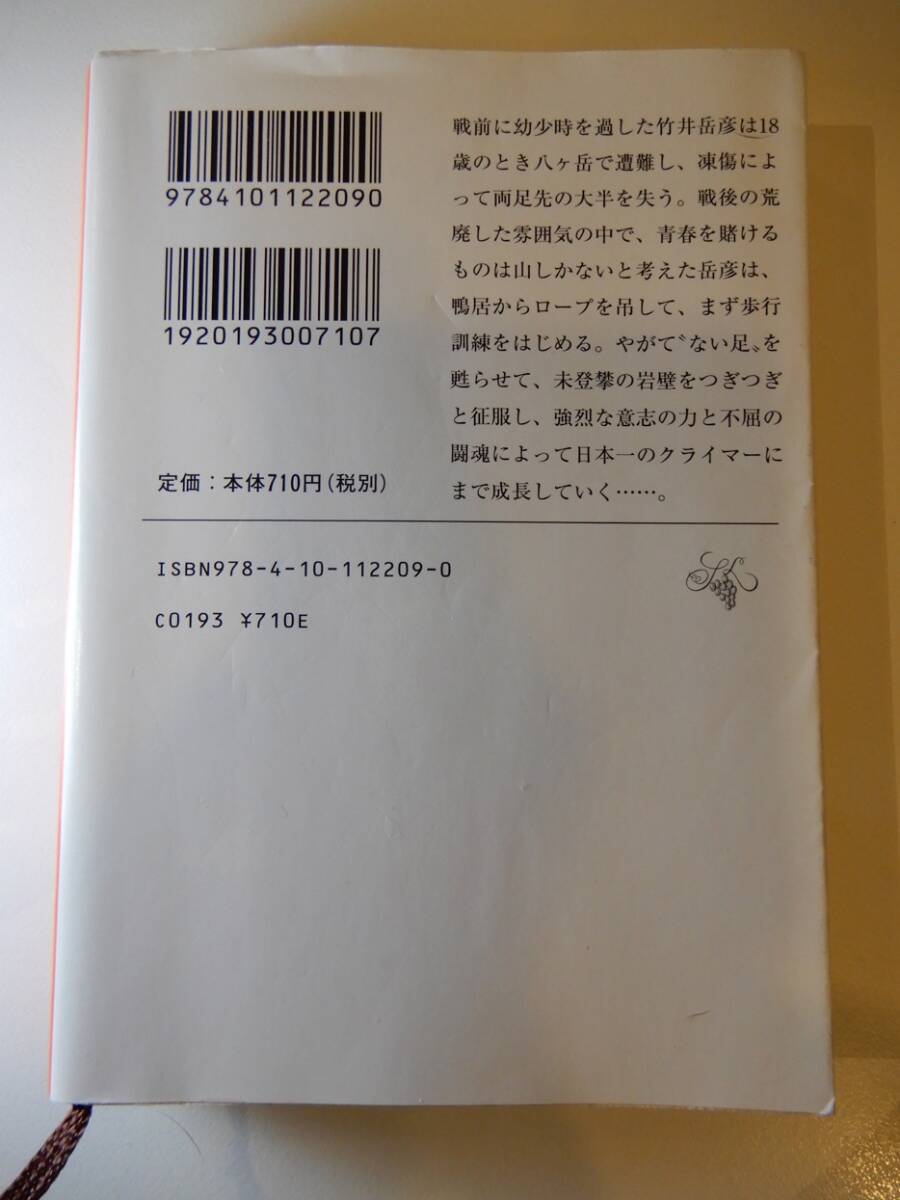 9784101122090
1920193007107
定価：本体710円（税別）
戦前に幼少時を過した竹井岳彦は18
歳のとき八ヶ岳で遭難し、凍傷によ
って両足先の大半を失う。戦後の荒
廃した雰囲気の中で、青春を賭ける
ものは山しかないと考えた岳彦は、
鴨居からロープを吊して、まず歩行
訓練をはじめる。やがて〝ない足〟を
甦らせて、未登攀の岩壁をつぎつぎ
と征服し、強烈な意志の力と不屈の
闘魂によって日本一のクライマーに
まで成長していく……。
ISBN978-4-10-112209-0
C0193 ¥710E